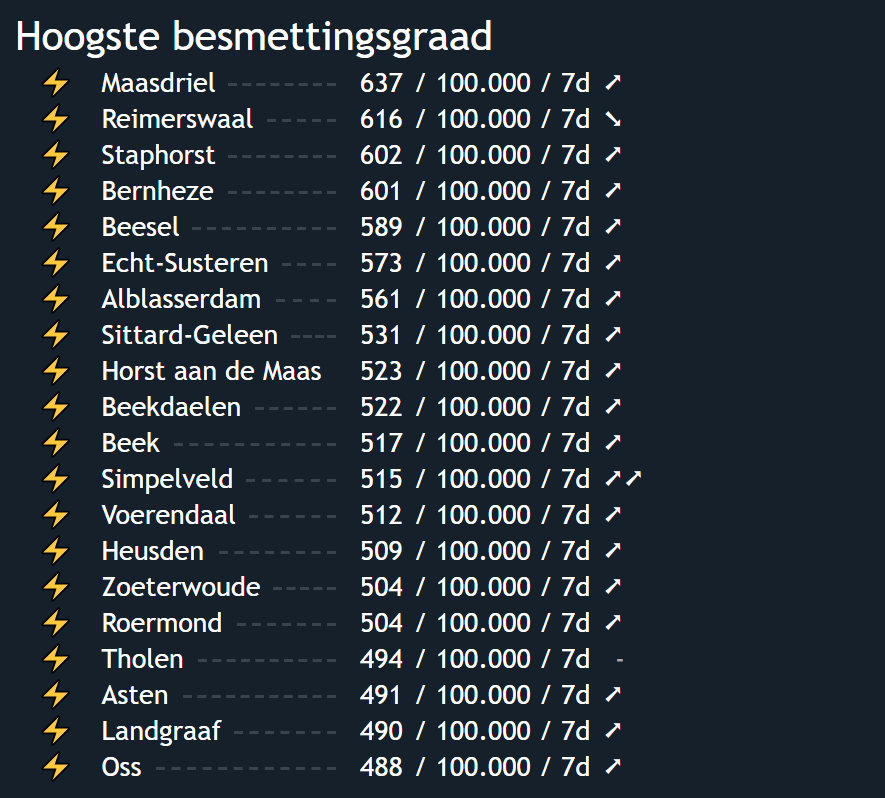 Hoogste besmettingsgraad
⚡ Maasdriel -------- 637 / 100.000 / 7d ➚
⚡ Reimerswaal ----- 616 / 100.000 / 7d ➘
⚡ Staphorst -------- 602 / 100.000 / 7d ➚
⚡ Bernheze -------- 601 / 100.000 / 7d ➚
⚡ Beesel ---------- 589 / 100.000 / 7d ➚
⚡ Echt-Susteren ---- 573 / 100.000 / 7d ➚
⚡ Alblasserdam ---- 561 / 100.000 / 7d ➚
⚡ Sittard-Geleen ---- 531 / 100.000 / 7d ➚
⚡ Horst aan de Maas 523 / 100.000 / 7d ➚
⚡ Beekdaelen ------ 522 / 100.000 / 7d ➚
⚡ Beek ----------- 517 / 100.000 / 7d ➚
⚡ Simpelveld ------ 515 / 100.000 / 7d ➚➚
⚡ Voerendaal ------ 512 / 100.000 / 7d ➚
⚡ Heusden -------- 509 / 100.000 / 7d ➚
⚡ Zoeterwoude ----- 504 / 100.000 / 7d ➚
⚡ Roermond ------- 504 / 100.000 / 7d ➚
⚡ Tholen ---------- 494 / 100.000 / 7d -
⚡ Asten ----------- 491 / 100.000 / 7d ➚
⚡ Landgraaf ------- 490 / 100.000 / 7d ➚
⚡ Oss ------------- 488 / 100.000 / 7d ➚